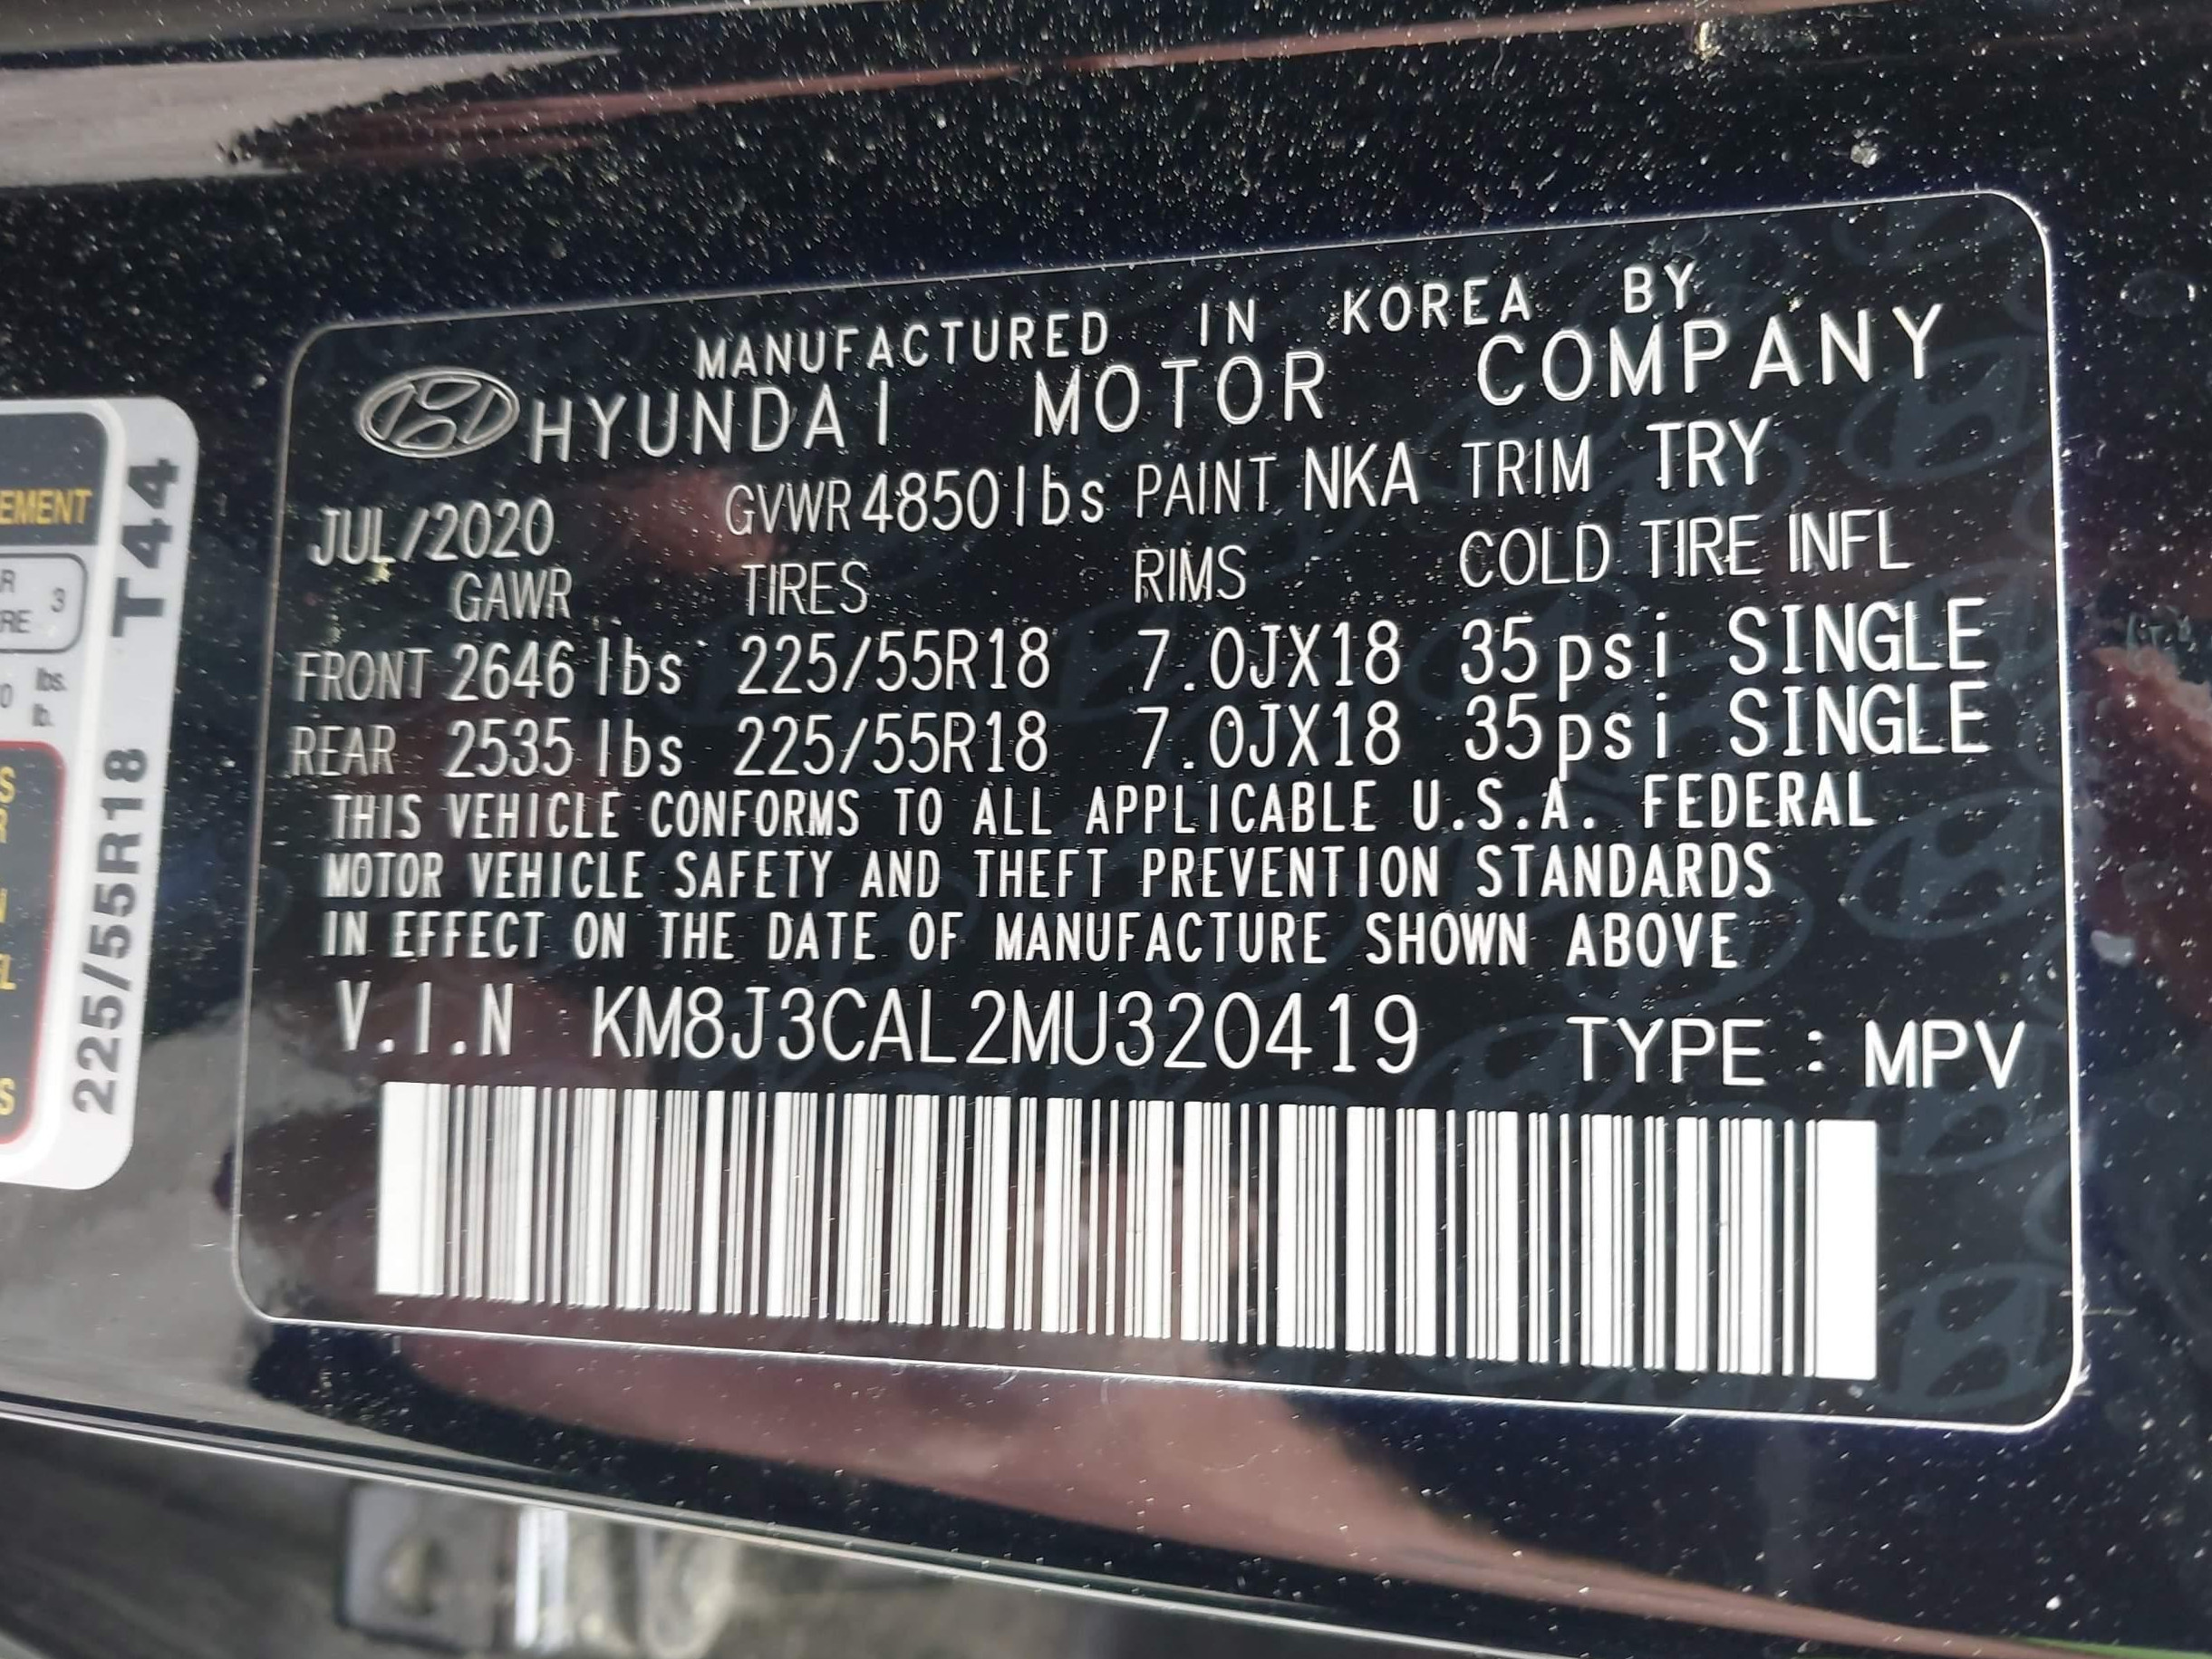 MANUFACTURED IN KOREA BY
HYUNDAI MOTOR COMPANY
JUL/2020 GVWR 4850lbs PAINT NKA TRIM TRY
GAWR TIRES RIMS COLD TIRE INFL
FRONT 2646 lbs 225/55R18 7.0JX18 35psi SINGLE
REAR 2535 lbs 225/55R18 7.0JX18 35psi SINGLE
THIS VEHICLE CONFORMS TO ALL APPLICABLE U.S.A. FEDERAL
MOTOR VEHICLE SAFETY AND THEFT PREVENTION STANDARDS
IN EFFECT ON THE DATE OF MANUFACTURE SHOWN ABOVE
V.I.N KM8J3CAL2MU320419 TYPE : MPV
225/55R18 T44
3
lbs.
lb.